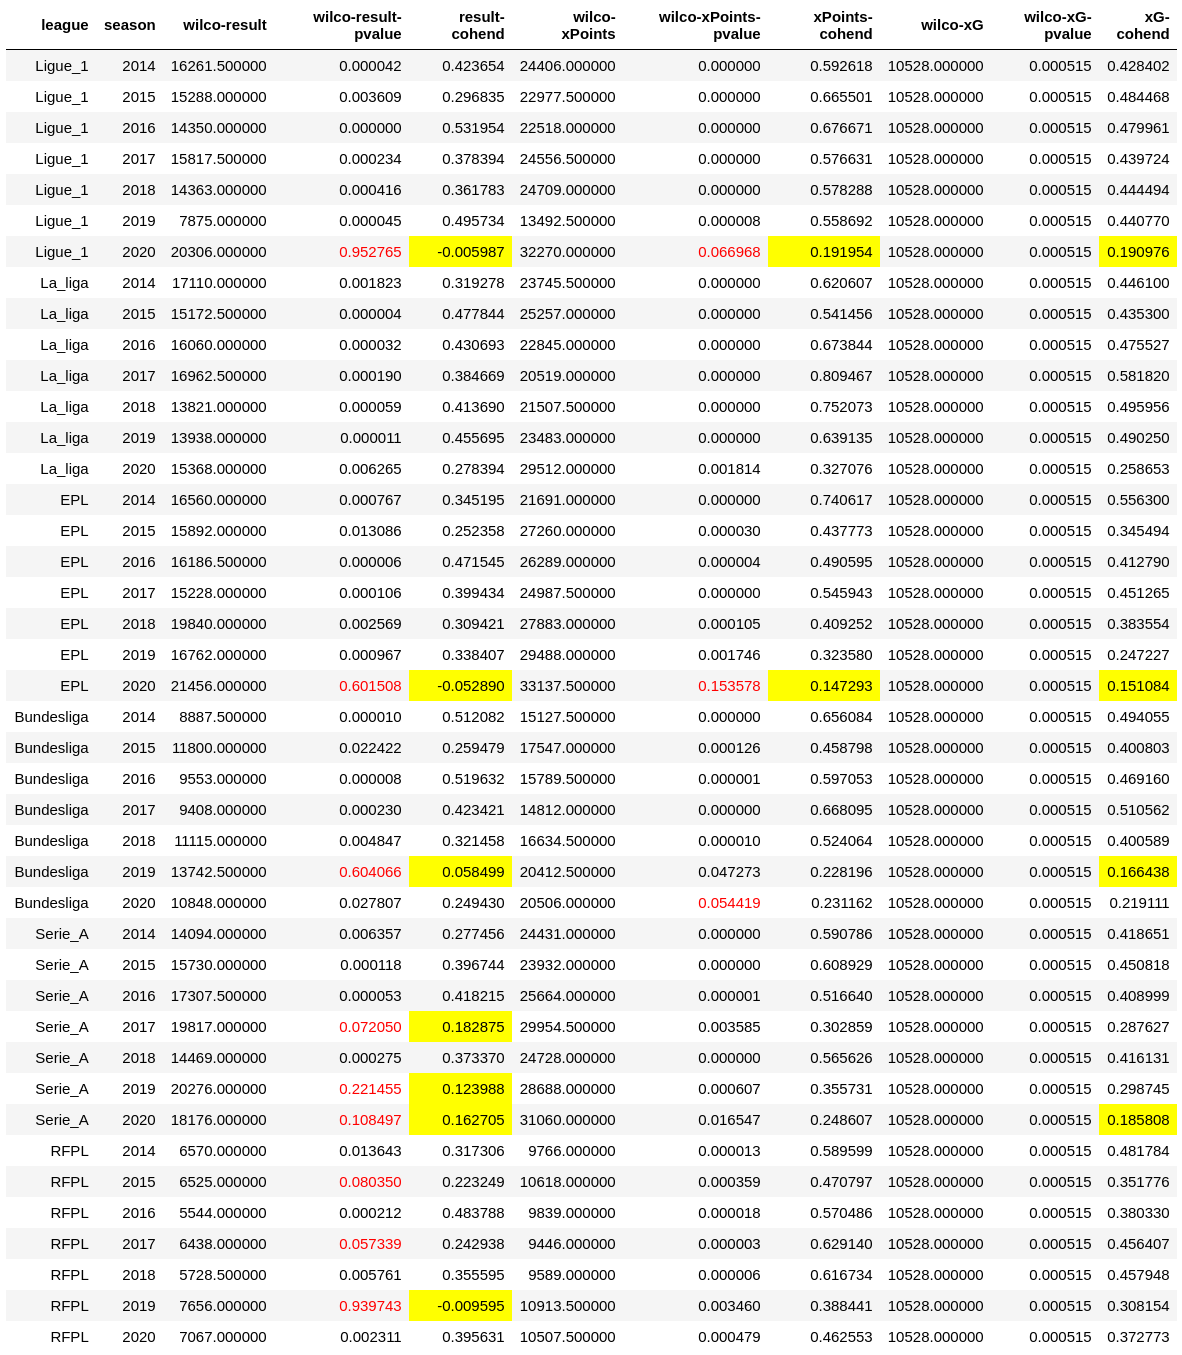 league season wilco-result wilco-result-pvalue result-cohend wilco-xPoints wilco-xPoints-pvalue xPoints-cohend wilco-xG wilco-xG-pvalue xG-cohend
Ligue_1 2014 16261.500000 0.000042 0.423654 24406.000000 0.000000 0.592618 10528.000000 0.000515 0.428402
Ligue_1 2015 15288.000000 0.003609 0.296835 22977.500000 0.000000 0.665501 10528.000000 0.000515 0.484468
Ligue_1 2016 14350.000000 0.000000 0.531954 22518.000000 0.000000 0.676671 10528.000000 0.000515 0.479961
Ligue_1 2017 15817.500000 0.000234 0.378394 24556.500000 0.000000 0.576631 10528.000000 0.000515 0.439724
Ligue_1 2018 14363.000000 0.000416 0.361783 24709.000000 0.000000 0.578288 10528.000000 0.000515 0.444494
Ligue_1 2019 7875.000000 0.000045 0.495734 13492.500000 0.000008 0.558692 10528.000000 0.000515 0.440770
Ligue_1 2020 20306.000000 0.952765 -0.005987 32270.000000 0.066968 0.191954 10528.000000 0.000515 0.190976
La_liga 2014 17110.000000 0.001823 0.319278 23745.500000 0.000000 0.620607 10528.000000 0.000515 0.446100
La_liga 2015 15172.500000 0.000004 0.477844 25257.000000 0.000000 0.541456 10528.000000 0.000515 0.435300
La_liga 2016 16060.000000 0.000032 0.430693 22845.000000 0.000000 0.673844 10528.000000 0.000515 0.475527
La_liga 2017 16962.500000 0.000190 0.384669 20519.000000 0.000000 0.809467 10528.000000 0.000515 0.581820
La_liga 2018 13821.000000 0.000059 0.413690 21507.500000 0.000000 0.752073 10528.000000 0.000515 0.495956
La_liga 2019 13938.000000 0.000011 0.455695 23483.000000 0.000000 0.639135 10528.000000 0.000515 0.490250
La_liga 2020 15368.000000 0.006265 0.278394 29512.000000 0.001814 0.327076 10528.000000 0.000515 0.258653
EPL 2014 16560.000000 0.000767 0.345195 21691.000000 0.000000 0.740617 10528.000000 0.000515 0.556300
EPL 2015 15892.000000 0.013086 0.252358 27260.000000 0.000030 0.437773 10528.000000 0.000515 0.345494
EPL 2016 16186.500000 0.000006 0.471545 26289.000000 0.000004 0.490595 10528.000000 0.000515 0.412790
EPL 2017 15228.000000 0.000106 0.399434 24987.500000 0.000000 0.545943 10528.000000 0.000515 0.451265
EPL 2018 19840.000000 0.002569 0.309421 27883.000000 0.000105 0.409252 10528.000000 0.000515 0.383554
EPL 2019 16762.000000 0.000967 0.338407 29488.000000 0.001746 0.323580 10528.000000 0.000515 0.247227
EPL 2020 21456.000000 0.601508 -0.052890 33137.500000 0.153578 0.147293 10528.000000 0.000515 0.151084
Bundesliga 2014 8887.500000 0.000010 0.512082 15127.500000 0.000000 0.656084 10528.000000 0.000515 0.494055
Bundesliga 2015 11800.000000 0.022422 0.259479 17547.000000 0.000126 0.458798 10528.000000 0.000515 0.400803
Bundesliga 2016 9553.000000 0.000008 0.519632 15789.500000 0.000001 0.597053 10528.000000 0.000515 0.469160
Bundesliga 2017 9408.000000 0.000230 0.423421 14812.000000 0.000000 0.668095 10528.000000 0.000515 0.510562
Bundesliga 2018 11115.000000 0.004847 0.321458 16634.500000 0.000010 0.524064 10528.000000 0.000515 0.400589
Bundesliga 2019 13742.500000 0.604066 0.058499 20412.500000 0.047273 0.228196 10528.000000 0.000515 0.166438
Bundesliga 2020 10848.000000 0.027807 0.249430 20506.000000 0.054419 0.231162 10528.000000 0.000515 0.219111
Serie_A 2014 14094.000000 0.006357 0.277456 24431.000000 0.000000 0.590786 10528.000000 0.000515 0.418651
Serie_A 2015 15730.000000 0.000118 0.396744 23932.000000 0.000000 0.608929 10528.000000 0.000515 0.450818
Serie_A 2016 17307.500000 0.000053 0.418215 25664.000000 0.000001 0.516640 10528.000000 0.000515 0.408999
Serie_A 2017 19817.000000 0.072050 0.182875 29954.500000 0.003585 0.302859 10528.000000 0.000515 0.287627
Serie_A 2018 14469.000000 0.000275 0.373370 24728.000000 0.000000 0.565626 10528.000000 0.000515 0.416131
Serie_A 2019 20276.000000 0.221455 0.123988 28688.000000 0.000607 0.355731 10528.000000 0.000515 0.298745
Serie_A 2020 18176.000000 0.108497 0.162705 31060.000000 0.016547 0.248607 10528.000000 0.000515 0.185808
RFPL 2014 6570.000000 0.013643 0.317306 9766.000000 0.000013 0.589599 10528.000000 0.000515 0.481784
RFPL 2015 6525.000000 0.080350 0.223249 10618.000000 0.000359 0.470797 10528.000000 0.000515 0.351776
RFPL 2016 5544.000000 0.000212 0.483788 9839.000000 0.000018 0.570486 10528.000000 0.000515 0.380330
RFPL 2017 6438.000000 0.057339 0.242938 9446.000000 0.000003 0.629140 10528.000000 0.000515 0.456407
RFPL 2018 5728.500000 0.005761 0.355595 9589.000000 0.000006 0.616734 10528.000000 0.000515 0.457948
RFPL 2019 7656.000000 0.939743 -0.009595 10913.500000 0.003460 0.388441 10528.000000 0.000515 0.308154
RFPL 2020 7067.000000 0.002311 0.395631 10507.500000 0.000479 0.462553 10528.000000 0.000515 0.372773